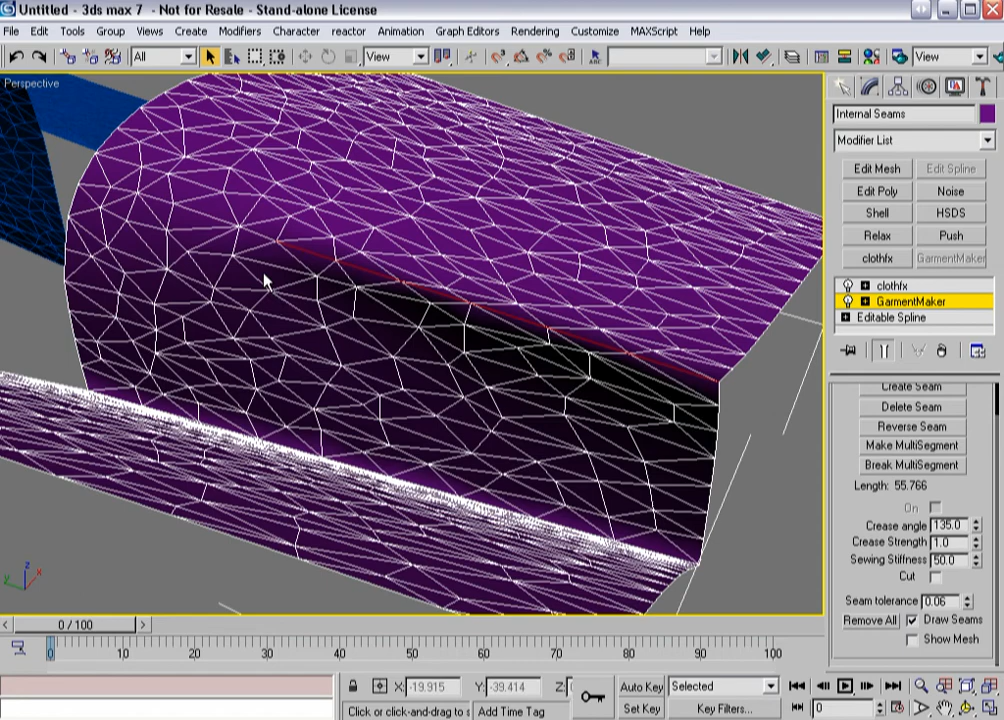 Untitled - 3ds max 7 - Not for Resale - Stand-alone License
File Edit Tools Group Views Create Modifiers Character reactor Animation Graph Editors Rendering Customize MAXScript Help
All View View
Perspective
Internal Seams
Modifier List
Edit Mesh Edit Spline
Edit Poly Noise
Shell HSDS
Relax Push
clothfx GarmentMaker
clothfx
GarmentMaker
Editable Spline
Create Seam
Delete Seam
Reverse Seam
Make MultiSegment
Break MultiSegment
Length: 55.766
On
Crease angle 135.0
Crease Strength 1.0
Sewing Stiffness 50.0
Cut
Seam tolerance 0.06
Remove All Draw Seams
Show Mesh
z x y
< 0 / 100 >
0 10 20 30 40 50 60 70 80 90 100
X: -19.915 Y: -39.414 Z:
Auto Key Selected
Click or click-and-drag to s Add Time Tag
Set Key Key Filters... 0